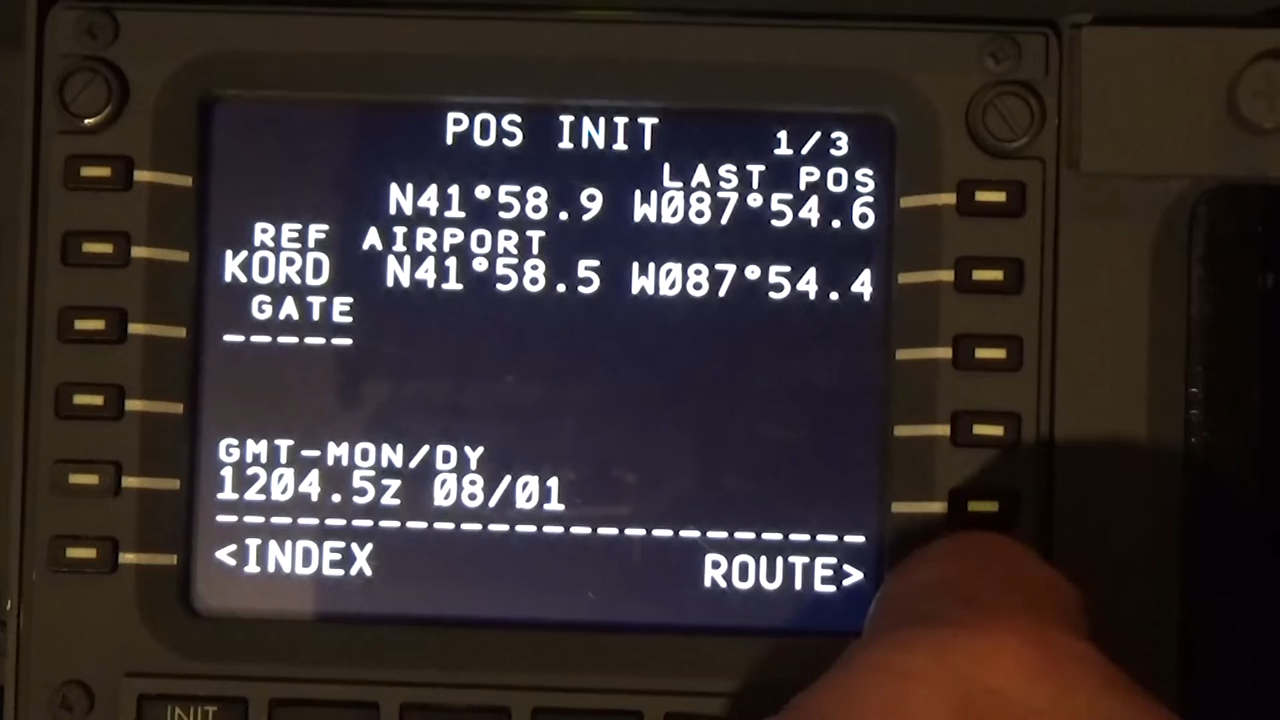 POS INIT 1/3
LAST POS
N41°58.9 W087°54.6
REF AIRPORT
KORD N41°58.5 W087°54.4
GATE
-----
GMT-MON/DY
1204.5z 08/01
------------------------
<INDEX ROUTE>
INIT